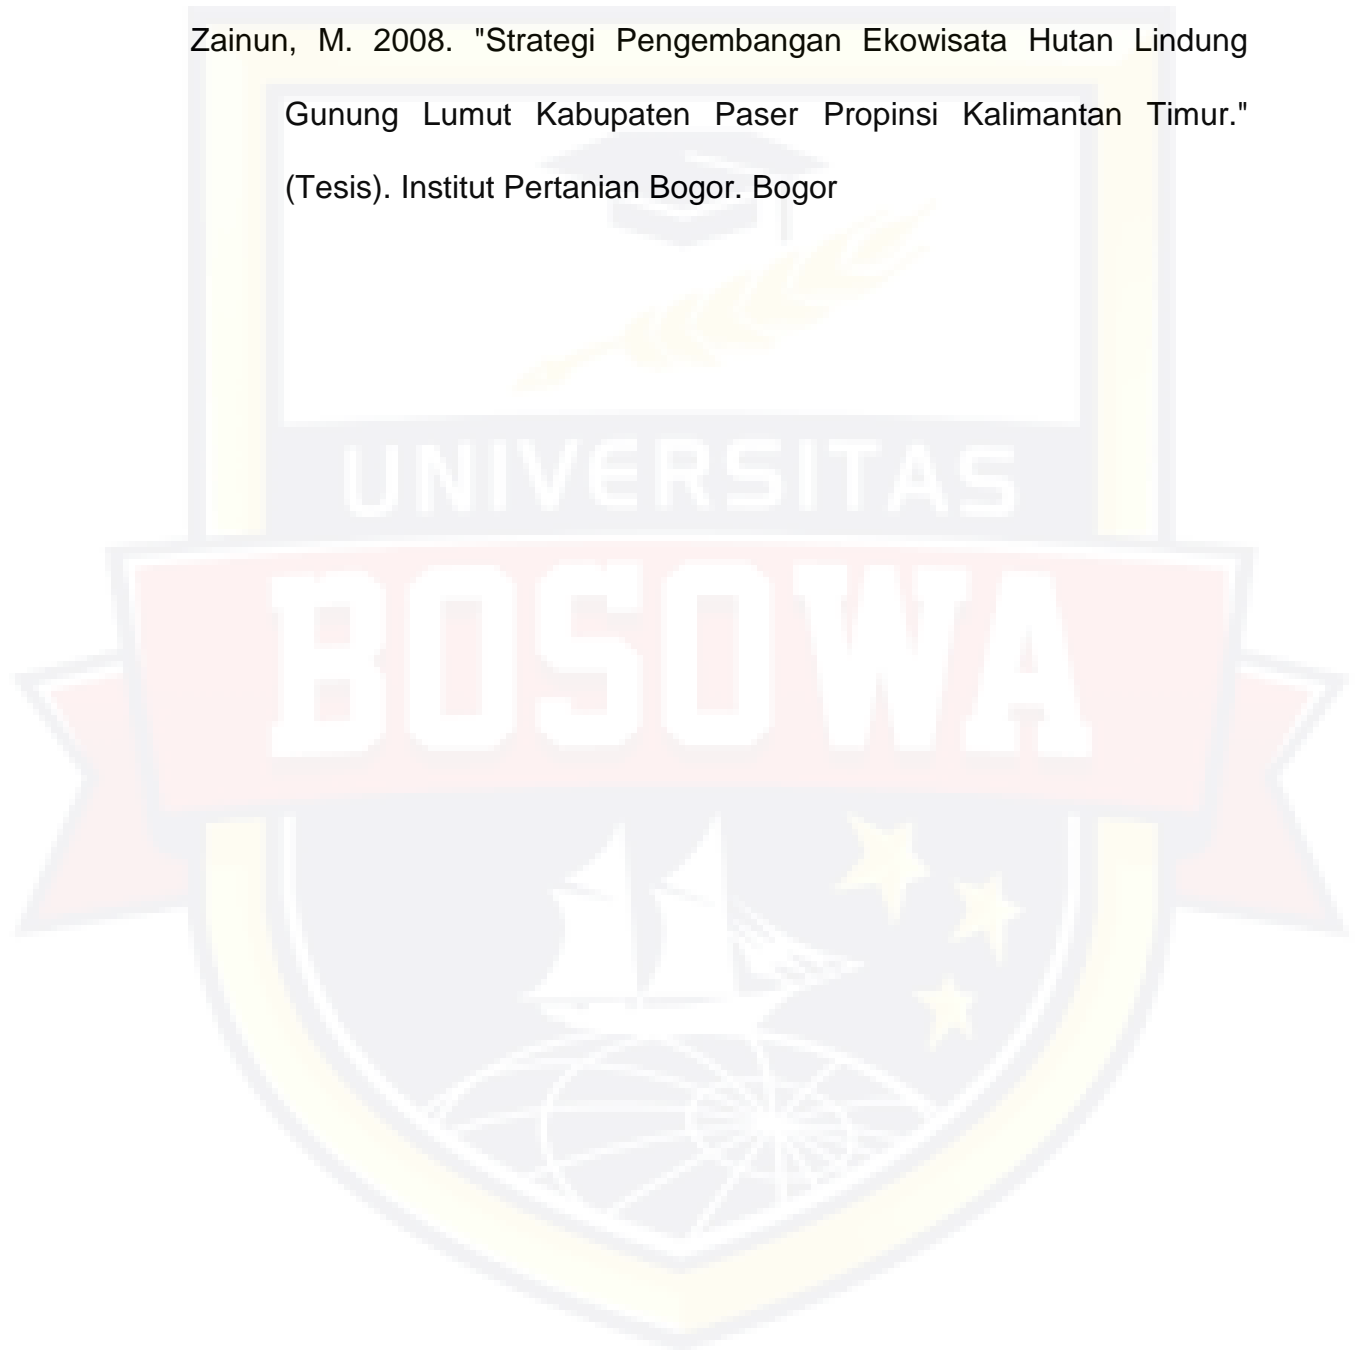 Zainun, M. 2008. "Strategi Pengembangan Ekowisata Hutan Lindung
Gunung Lumut Kabupaten Paser Propinsi Kalimantan Timur."
(Tesis). Institut Pertanian Bogor. Bogor
UNIVERSITAS
BOSOWA